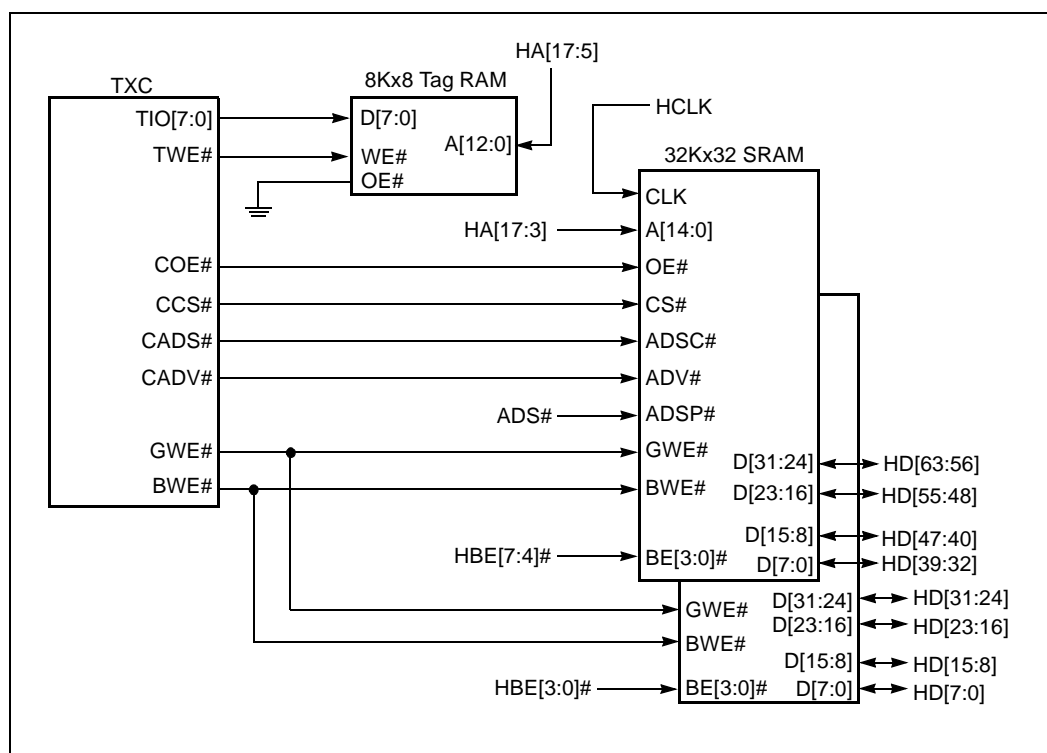 HA[17:5]
TXC
8Kx8 Tag RAM
HCLK
TIO[7:0]
D[7:0]
A[12:0]
TWE#
WE#
OE#
32Kx32 SRAM
CLK
HA[17:3]
A[14:0]
COE#
OE#
CCS#
CS#
CADS#
ADSC#
CADV#
ADV#
ADS#
ADSP#
GWE#
GWE#
D[31:24]
HD[63:56]
BWE#
BWE#
D[23:16]
HD[55:48]
D[15:8]
HD[47:40]
HBE[7:4]#
BE[3:0]#
D[7:0]
HD[39:32]
GWE#
D[31:24]
HD[31:24]
D[23:16]
HD[23:16]
BWE#
D[15:8]
HD[15:8]
HBE[3:0]#
BE[3:0]#
D[7:0]
HD[7:0]